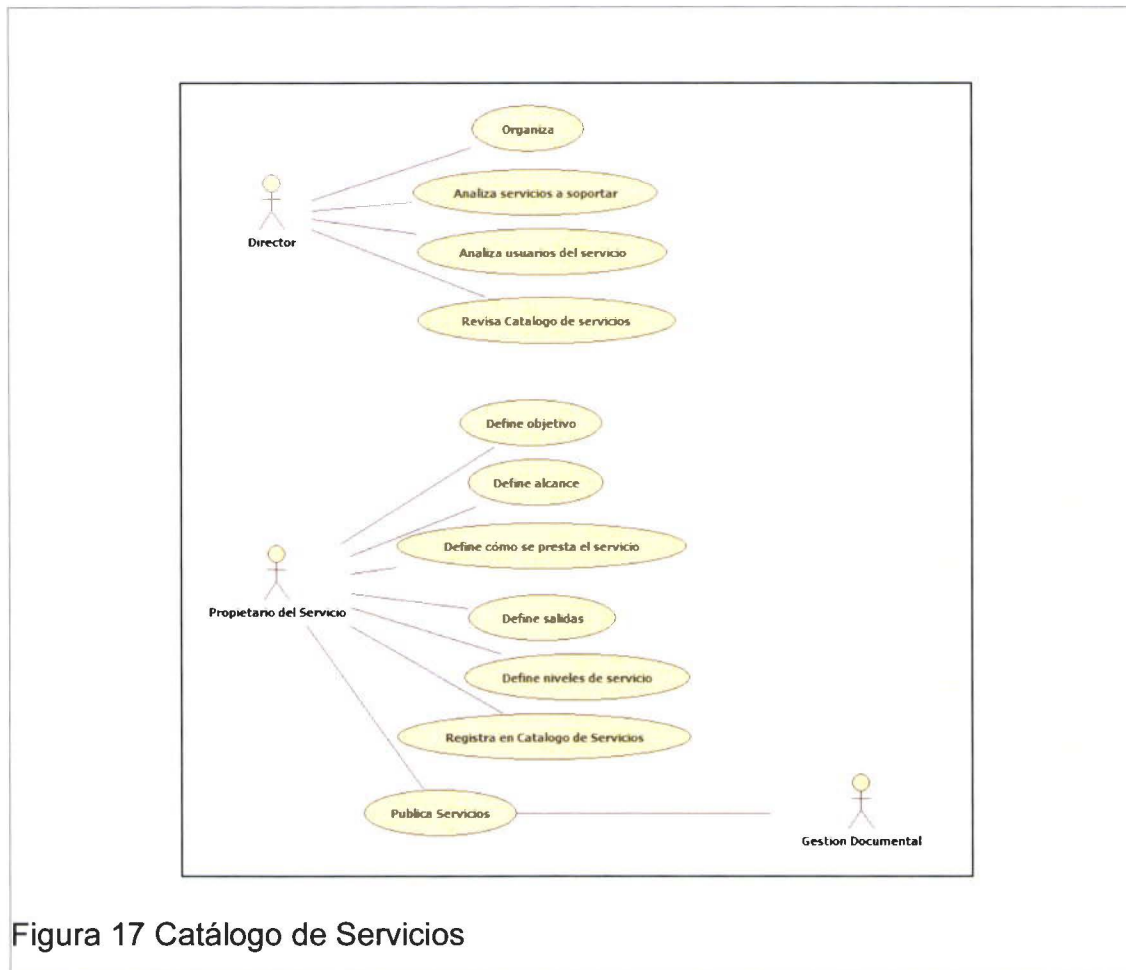 Organiza
Analiza servicios a soportar
Director
Analiza usuarios del servicio
Revisa Catalogo de servicios
Define objetivo
Define alcance
Define cómo se presta el servicio
Propietario del Servicio
Define salidas
Define niveles de servicio
Registra en Catalogo de Servicios
Publica Servicios
Gestion Documental
Figura 17 Catálogo de Servicios